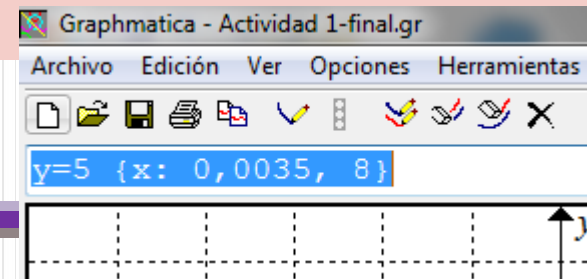 Graphmatica - Actividad 1-final.gr
Archivo Edición Ver Opciones Herramientas
y=5 {x: 0,0035, 8}
y